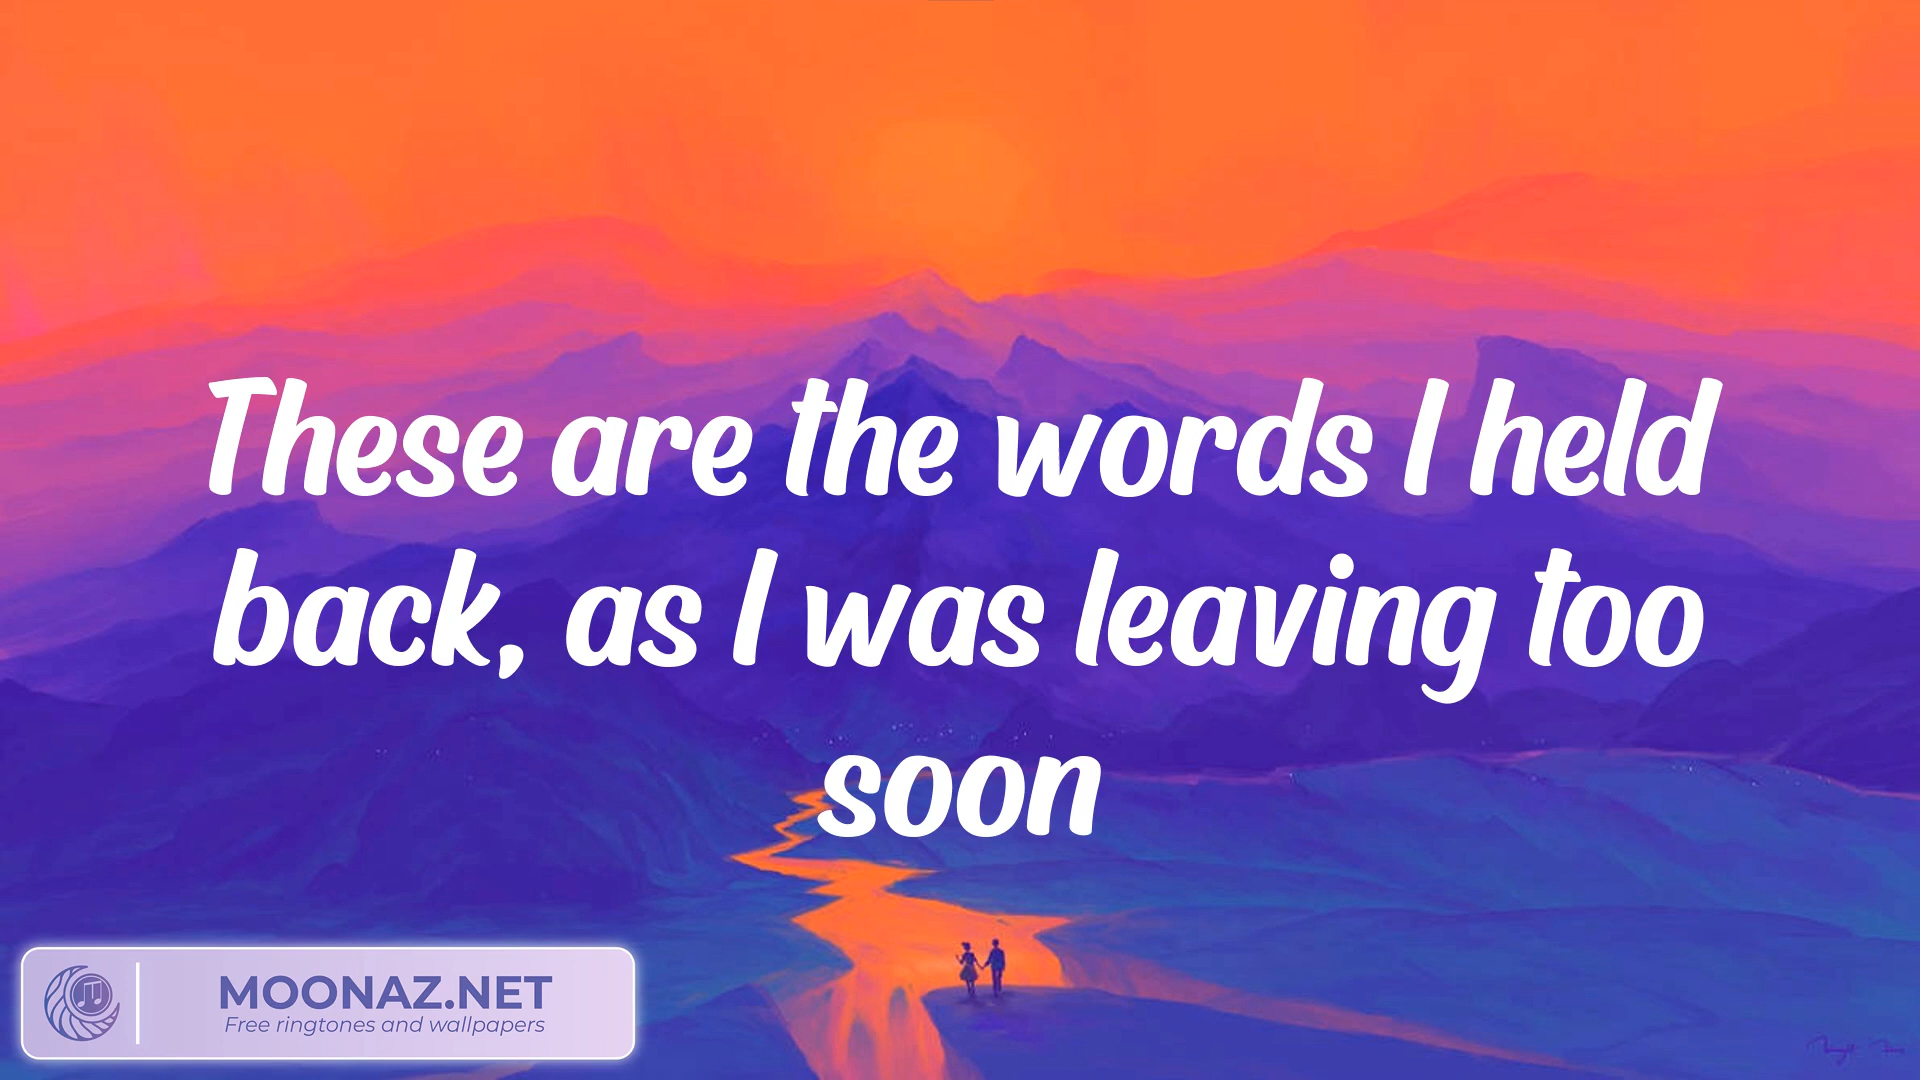 These are the words I held
back, as I was leaving too
soon
MOONAZ.NET
Free ringtones and wallpapers